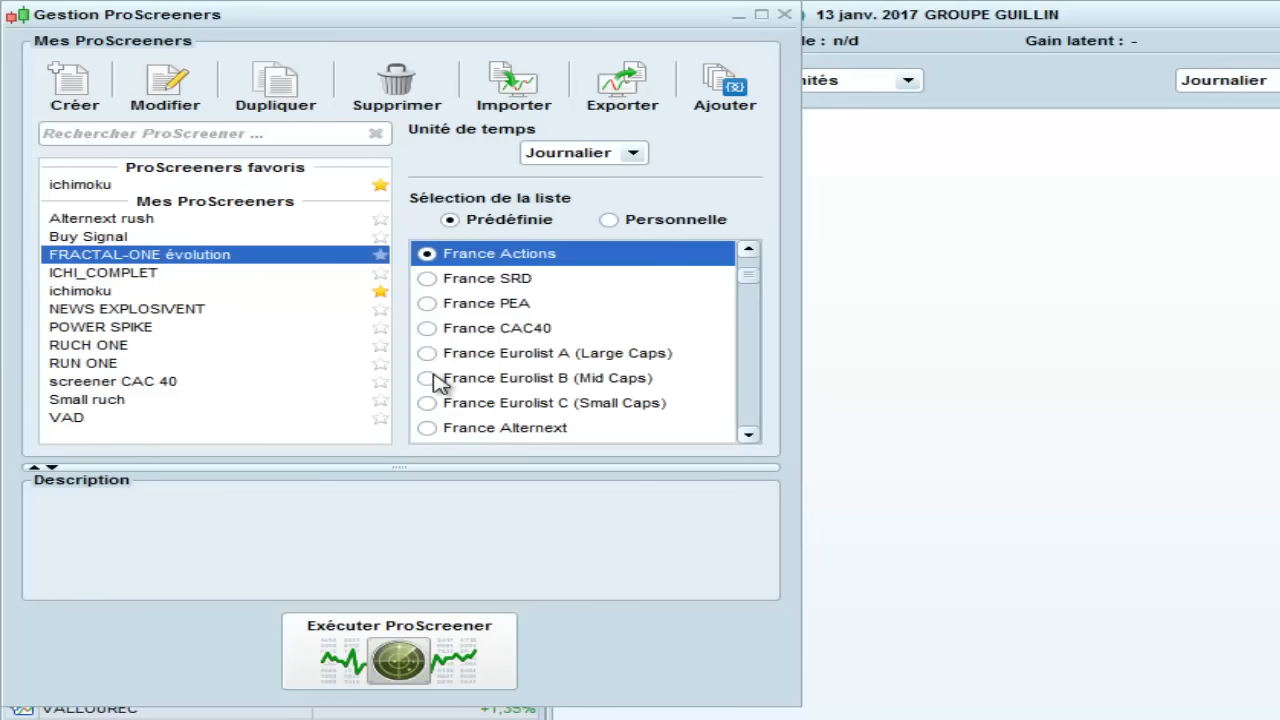 Gestion ProScreeners
13 janv. 2017 GROUPE GUILLIN
Mes ProScreeners
le : n/d
Gain latent : -
Créer
Modifier
Dupliquer
Supprimer
Importer
Exporter
Ajouter
ités
Journalier
Rechercher ProScreener ...
Unité de temps
Journalier
ProScreeners favoris
ichimoku
Mes ProScreeners
Alternext rush
Buy Signal
FRACTAL-ONE évolution
ICHI_COMPLET
ichimoku
NEWS EXPLOSIVENT
POWER SPIKE
RUCH ONE
RUN ONE
screener CAC 40
Small ruch
VAD
Sélection de la liste
Prédéfinie
Personnelle
France Actions
France SRD
France PEA
France CAC40
France Eurolist A (Large Caps)
France Eurolist B (Mid Caps)
France Eurolist C (Small Caps)
France Alternext
Description
Exécuter ProScreener
VALLOUREC
+1,35%